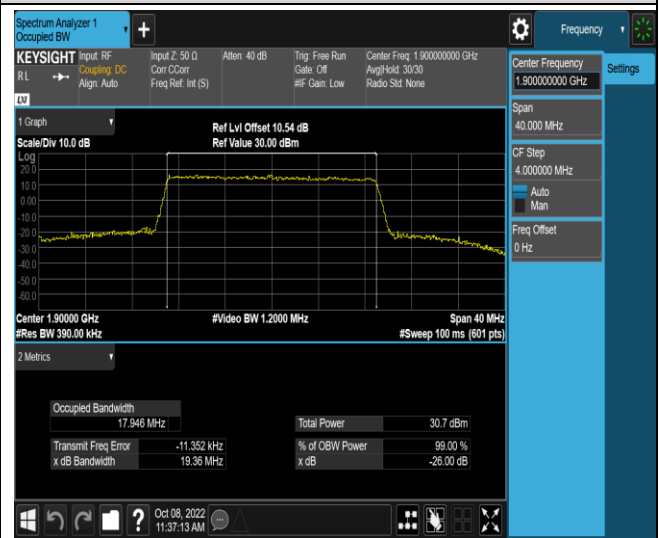 Spectrum Analyzer 1
Occupied BW
Frequency
KEYSIGHT
RL
LXI
Input: RF
Coupling: DC
Align: Auto
Input Z: 50 Ω
Corr CCorr
Freq Ref: Int (S)
Atten: 40 dB
Trig: Free Run
Gate: Off
#IF Gain: Low
Center Freq: 1.900000000 GHz
Avg|Hold: 30/30
Radio Std: None
Center Frequency
1.900000000 GHz
Settings
Span
40.000 MHz
CF Step
4.000000 MHz
Auto
Man
Freq Offset
0 Hz
1 Graph
Scale/Div 10.0 dB
Ref Lvl Offset 10.54 dB
Ref Value 30.00 dBm
Log
20.0
10.0
0.00
-10.0
-20.0
-30.0
-40.0
-50.0
-60.0
Center 1.90000 GHz
#Video BW 1.2000 MHz
Span 40 MHz
#Res BW 390.00 kHz
#Sweep 100 ms (601 pts)
2 Metrics
Occupied Bandwidth
17.946 MHz
Total Power 30.7 dBm
Transmit Freq Error -11.352 kHz
% of OBW Power 99.00 %
x dB Bandwidth 19.36 MHz
x dB -26.00 dB
?
Oct 08, 2022
11:37:13 AM